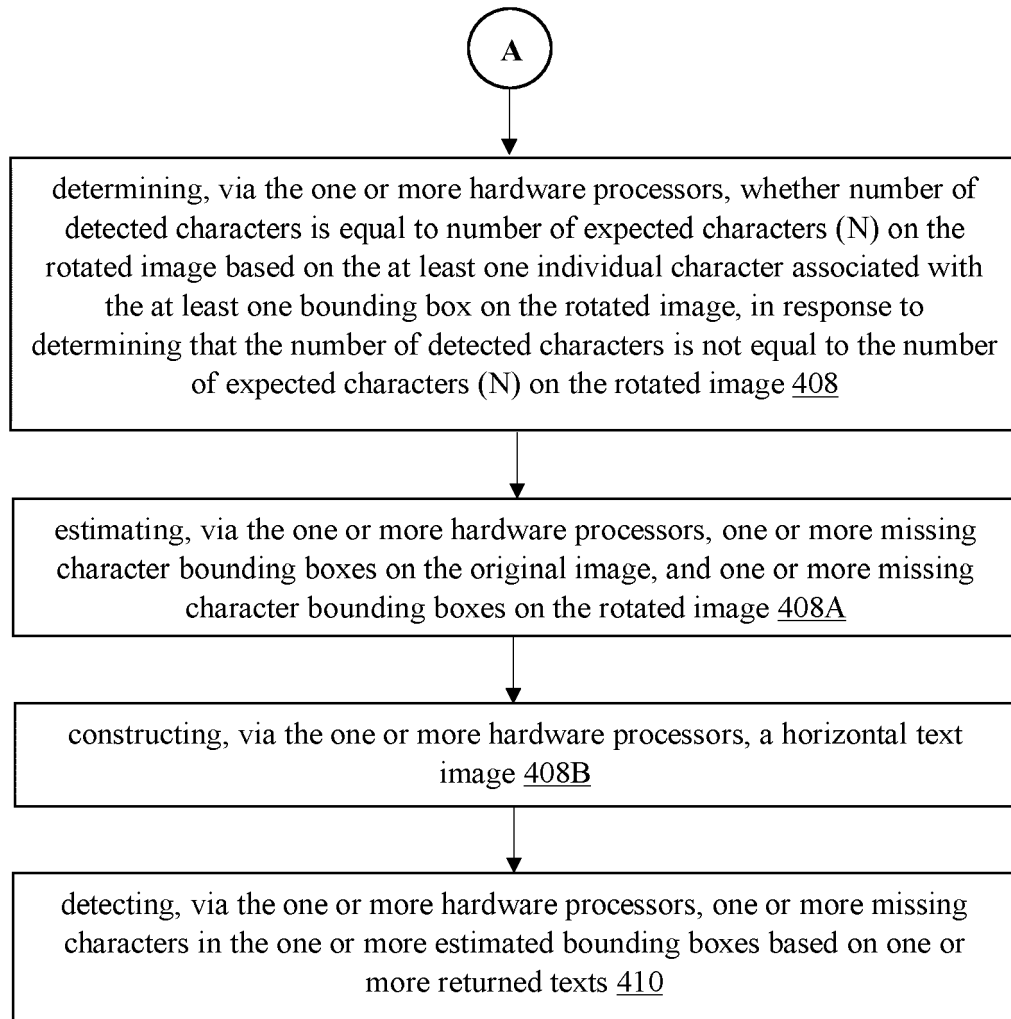 A
determining, via the one or more hardware processors, whether number of
detected characters is equal to number of expected characters (N) on the
rotated image based on the at least one individual character associated with
the at least one bounding box on the rotated image, in response to
determining that the number of detected characters is not equal to the number
of expected characters (N) on the rotated image 408
estimating, via the one or more hardware processors, one or more missing
character bounding boxes on the original image, and one or more missing
character bounding boxes on the rotated image 408A
constructing, via the one or more hardware processors, a horizontal text
image 408B
detecting, via the one or more hardware processors, one or more missing
characters in the one or more estimated bounding boxes based on one or
more returned texts 410